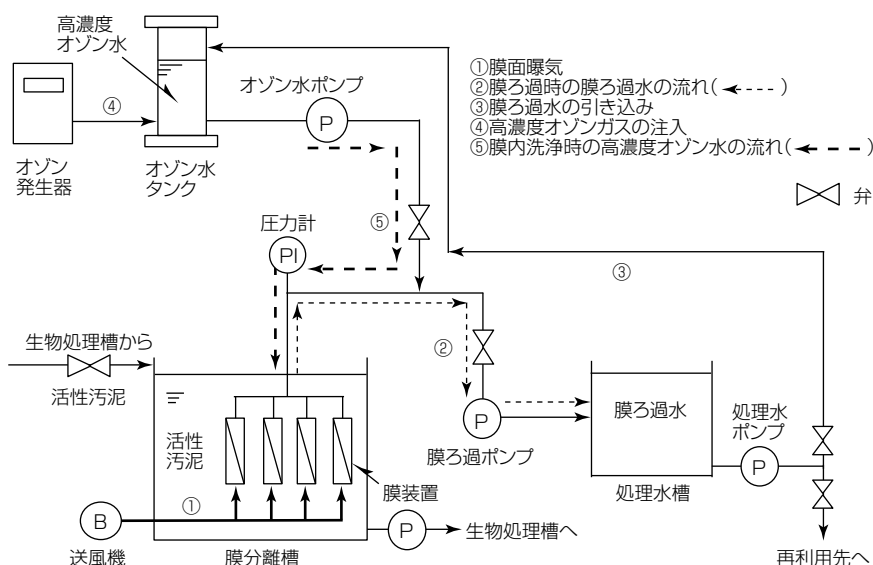 高濃度
オゾン水
オゾン水ポンプ
P
④
オゾン
発生器
オゾン水
タンク
①膜面曝気
②膜ろ過時の膜ろ過水の流れ( )
③膜ろ過水の引き込み
④高濃度オゾンガスの注入
⑤膜内洗浄時の高濃度オゾン水の流れ( )
弁
圧力計
PI
⑤
③
②
生物処理槽から
活性汚泥
活性
汚泥
膜装置
①
B
送風機
膜分離槽
P
生物処理槽へ
P
膜ろ過ポンプ
膜ろ過水
処理水槽
処理水
ポンプ
P
再利用先へ